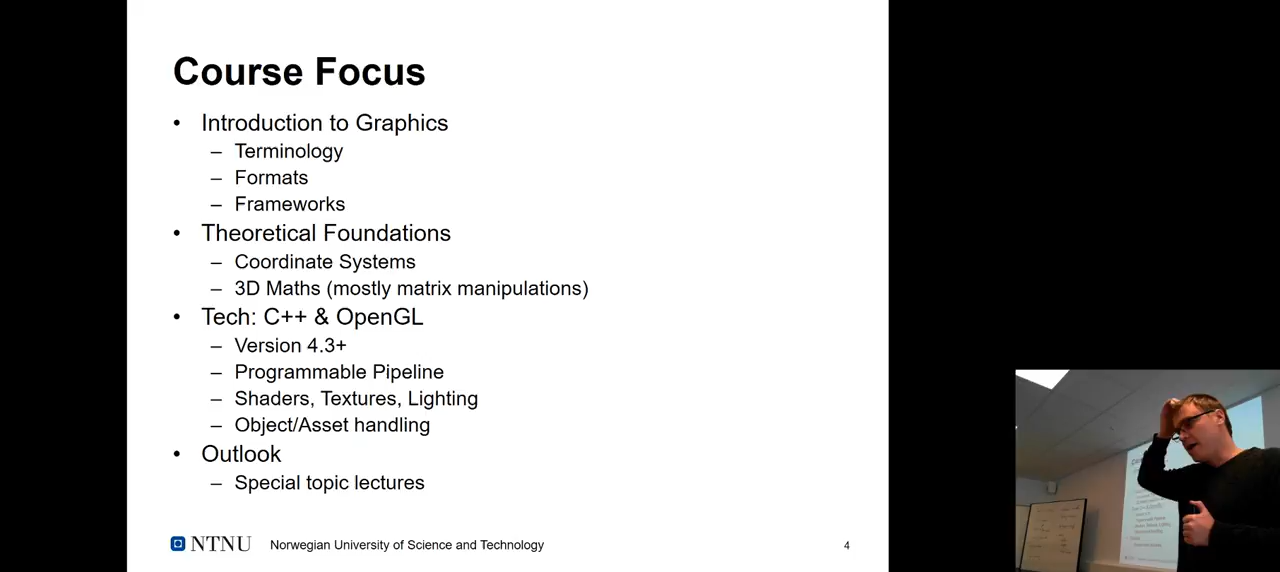 Course Focus
• Introduction to Graphics
– Terminology
– Formats
– Frameworks
• Theoretical Foundations
– Coordinate Systems
– 3D Maths (mostly matrix manipulations)
• Tech: C++ & OpenGL
– Version 4.3+
– Programmable Pipeline
– Shaders, Textures, Lighting
– Object/Asset handling
• Outlook
– Special topic lectures
NTNU Norwegian University of Science and Technology 4